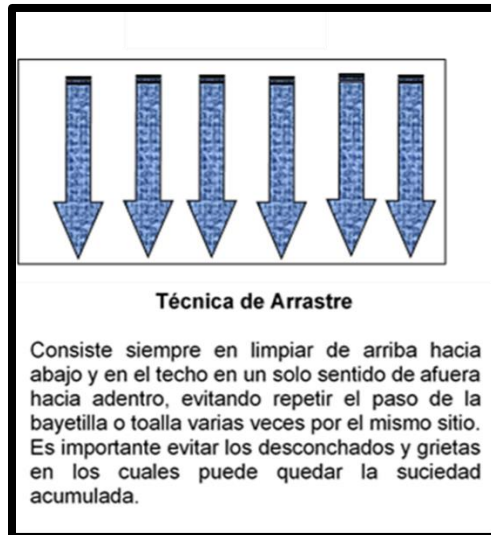 Técnica de Arrastre
Consiste siempre en limpiar de arriba hacia
abajo y en el techo en un solo sentido de afuera
hacia adentro, evitando repetir el paso de la
bayetilla o toalla varias veces por el mismo sitio.
Es importante evitar los desconchados y grietas
en los cuales puede quedar la suciedad
acumulada.